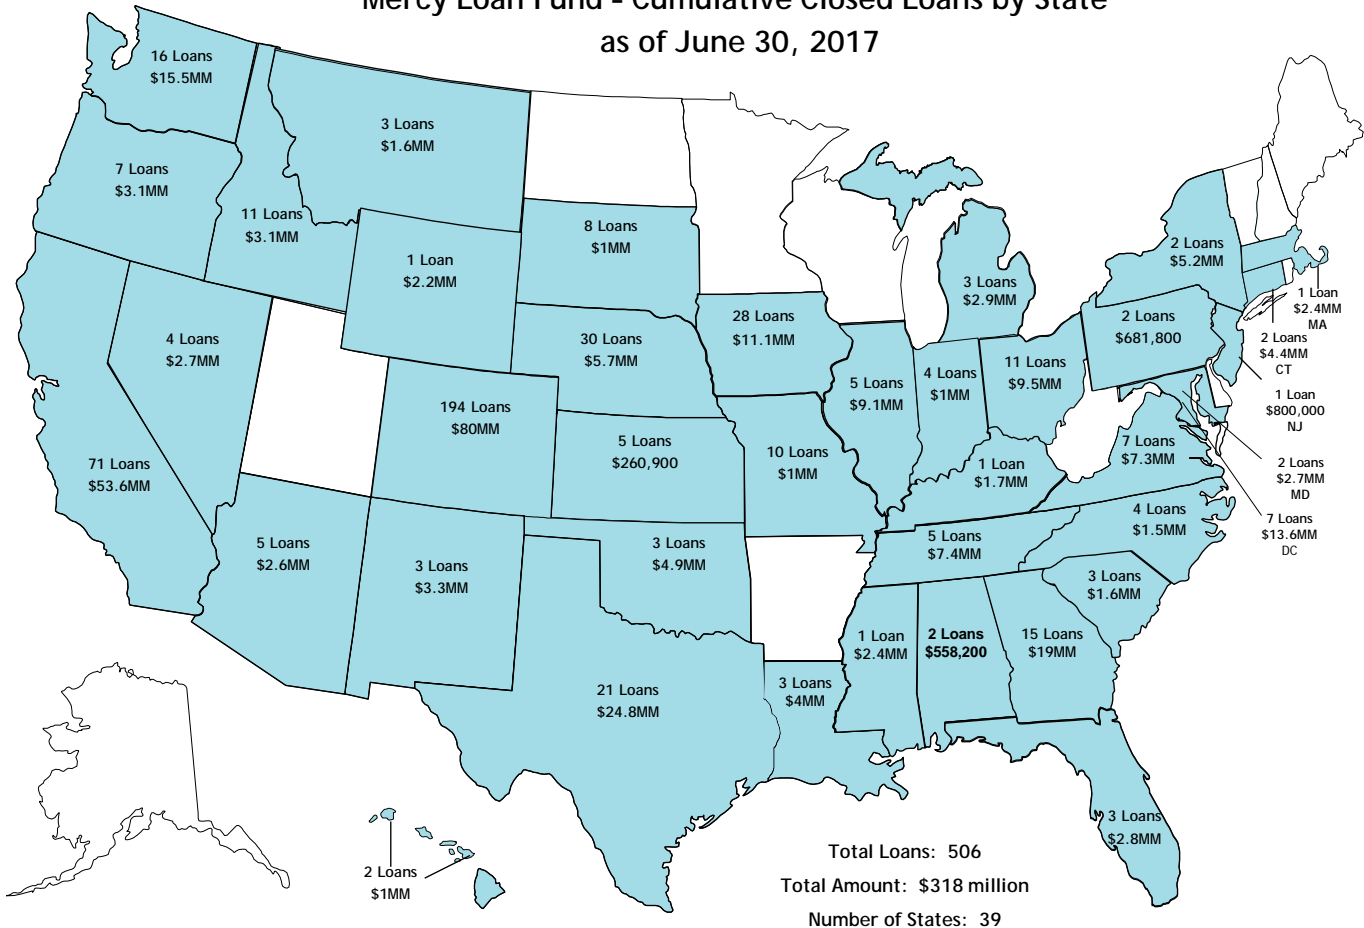 Mercy Loan Fund - Cumulative Closed Loans by State
as of June 30, 2017
16 Loans
$15.5MM
3 Loans
$1.6MM
7 Loans
$3.1MM
11 Loans
$3.1MM
8 Loans
$1MM
1 Loan
$2.2MM
2 Loans
$5.2MM
3 Loans
$2.9MM
1 Loan
$2.4MM
MA
28 Loans
$11.1MM
2 Loans
$681,800
4 Loans
$2.7MM
30 Loans
$5.7MM
2 Loans
$4.4MM
CT
5 Loans
$9.1MM
4 Loans
$1MM
11 Loans
$9.5MM
1 Loan
$800,000
NJ
194 Loans
$80MM
5 Loans
$260,900
10 Loans
$1MM
7 Loans
$7.3MM
71 Loans
$53.6MM
1 Loan
$1.7MM
2 Loans
$2.7MM
MD
4 Loans
$1.5MM
7 Loans
$13.6MM
DC
5 Loans
$2.6MM
3 Loans
$3.3MM
3 Loans
$4.9MM
5 Loans
$7.4MM
3 Loans
$1.6MM
1 Loan
$2.4MM
2 Loans
$558,200
15 Loans
$19MM
21 Loans
$24.8MM
3 Loans
$4MM
3 Loans
$2.8MM
2 Loans
$1MM
Total Loans: 506
Total Amount: $318 million
Number of States: 39